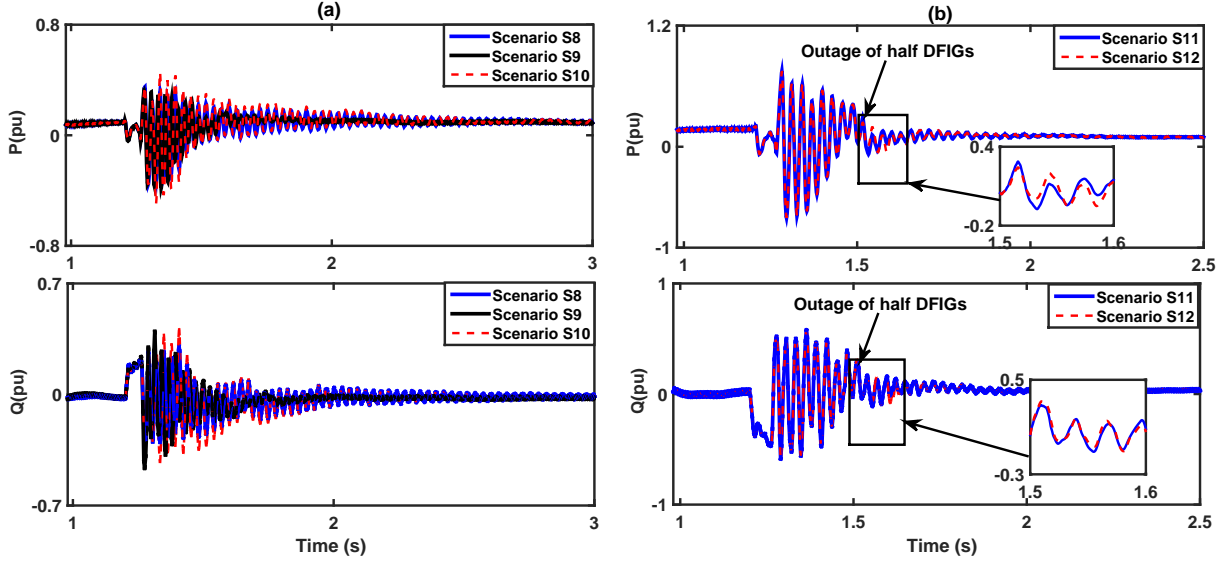 (a)
0.8
0
-0.8
P(pu)
Scenario S8
Scenario S9
Scenario S10
1
2
3
0.7
0
-0.7
Q(pu)
Scenario S8
Scenario S9
Scenario S10
1
2
3
Time (s)
(b)
1.2
0
-1
P(pu)
Outage of half DFIGs
Scenario S11
Scenario S12
0.4
-0.2
1.5
1.6
1
1.5
2
2.5
1
0
-1
Q(pu)
Outage of half DFIGs
Scenario S11
Scenario S12
0.5
-0.3
1.5
1.6
1
1.5
2
2.5
Time (s)